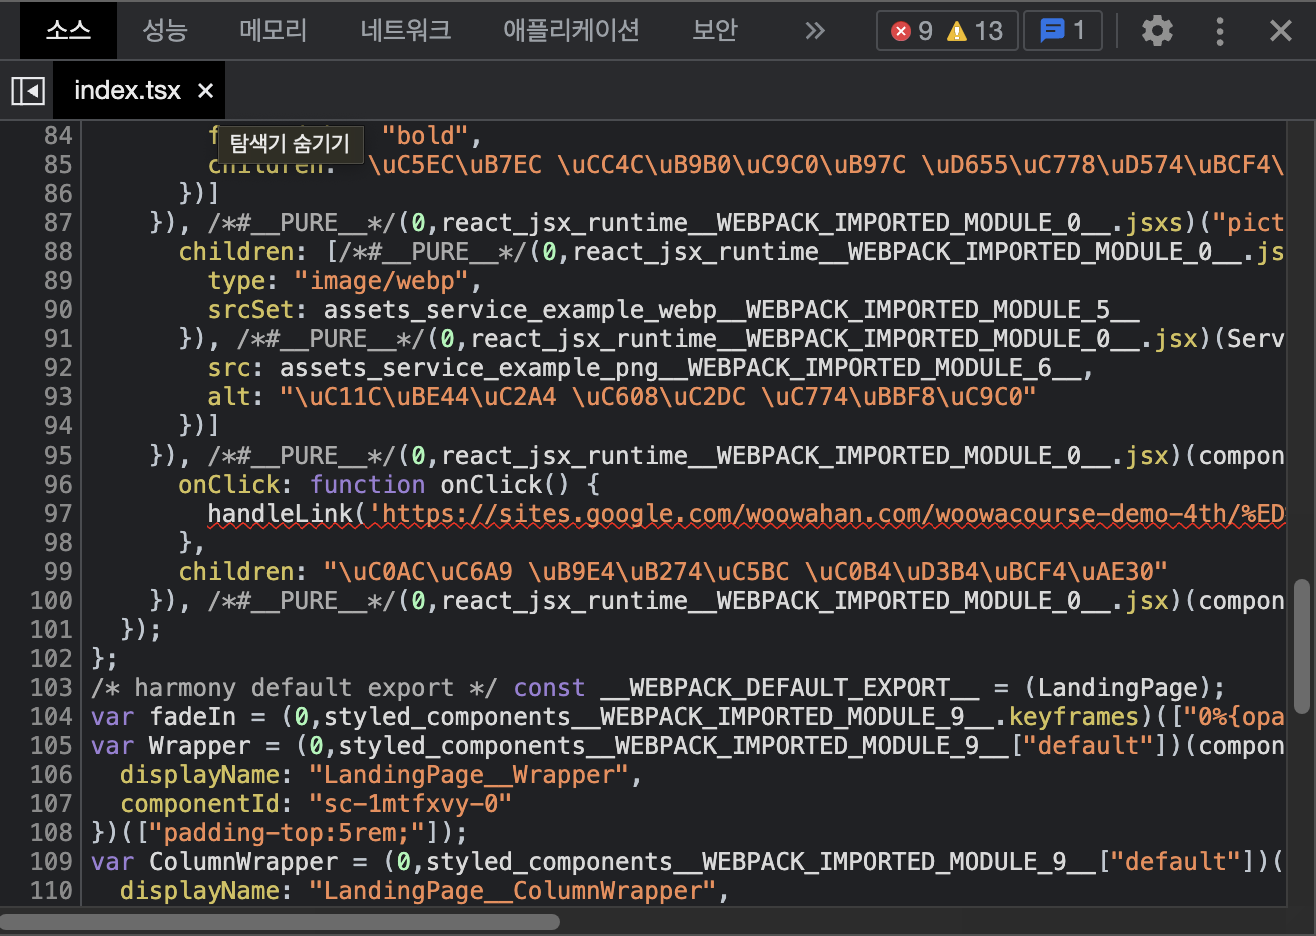 소스 성능 메모리 네트워크 애플리케이션 보안 » 9 13 1
index.tsx ×
탐색기 숨기기
84 "bold",
85 children: \uC5EC\uB7EC \uCC4C\uB9B0\uC9C0\uB97C \uD655\uC778\uD574\uBCF4\
86 })]
87 }), /*#__PURE__*/(0,react_jsx_runtime__WEBPACK_IMPORTED_MODULE_0__.jsxs)("pict
88 children: [/*#__PURE__*/(0,react_jsx_runtime__WEBPACK_IMPORTED_MODULE_0__.js
89 type: "image/webp",
90 srcSet: assets_service_example_webp__WEBPACK_IMPORTED_MODULE_5__
91 }), /*#__PURE__*/(0,react_jsx_runtime__WEBPACK_IMPORTED_MODULE_0__.jsx)(Serv
92 src: assets_service_example_png__WEBPACK_IMPORTED_MODULE_6__,
93 alt: "\uC11C\uBE44\uC2A4 \uC608\uC2DC \uC774\uBBF8\uC9C0"
94 })]
95 }), /*#__PURE__*/(0,react_jsx_runtime__WEBPACK_IMPORTED_MODULE_0__.jsx)(compon
96 onClick: function onClick() {
97 handleLink('https://sites.google.com/woowahan.com/woowacourse-demo-4th/%ED
98 },
99 children: "\uC0AC\uC6A9 \uB9E4\uB274\uC5BC \uC0B4\uD3B4\uBCF4\uAE30"
100 }), /*#__PURE__*/(0,react_jsx_runtime__WEBPACK_IMPORTED_MODULE_0__.jsx)(compon
101 });
102 };
103 /* harmony default export */ const __WEBPACK_DEFAULT_EXPORT__ = (LandingPage);
104 var fadeIn = (0,styled_components__WEBPACK_IMPORTED_MODULE_9__.keyframes)(["0%{opa
105 var Wrapper = (0,styled_components__WEBPACK_IMPORTED_MODULE_9__["default"])(compon
106 displayName: "LandingPage__Wrapper",
107 componentId: "sc-1mtfxvy-0"
108 })(["padding-top:5rem;"]);
109 var ColumnWrapper = (0,styled_components__WEBPACK_IMPORTED_MODULE_9__["default"])(
110 displayName: "LandingPage__ColumnWrapper",